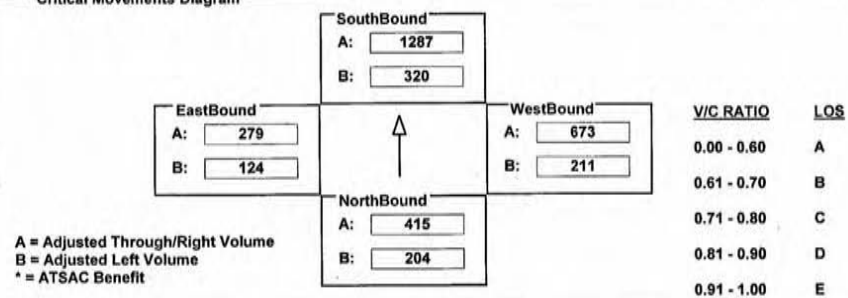 Critical Movements Diagram
SouthBound
A: 1287
B: 320
EastBound
A: 279
B: 124
WestBound
A: 673
B: 211
NorthBound
A: 415
B: 204
A = Adjusted Through/Right Volume
B = Adjusted Left Volume
* = ATSAC Benefit
V/C RATIO LOS
0.00 - 0.60 A
0.61 - 0.70 B
0.71 - 0.80 C
0.81 - 0.90 D
0.91 - 1.00 E